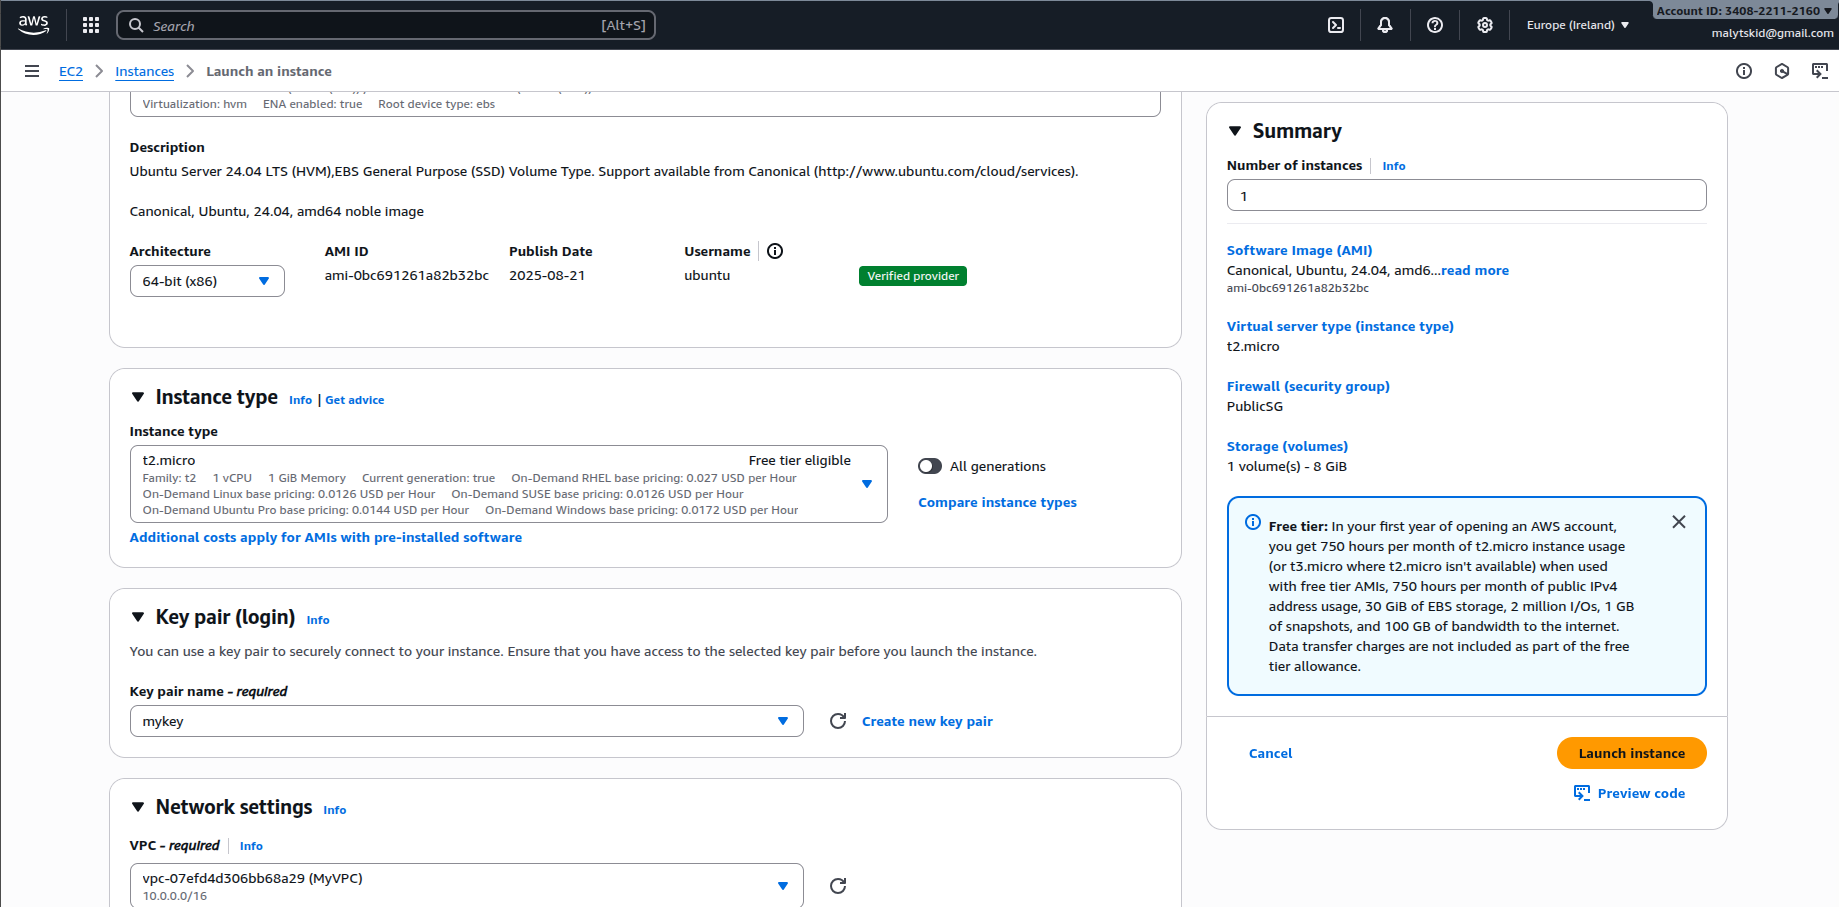 aws
Search
[Alt+S]
Europe (Ireland)
Account ID: 3408-2211-2160
malytskid@gmail.com
EC2
Instances
Launch an instance
Virtualization: hvm ENA enabled: true Root device type: ebs
Description
Ubuntu Server 24.04 LTS (HVM),EBS General Purpose (SSD) Volume Type. Support available from Canonical (http://www.ubuntu.com/cloud/services).
Canonical, Ubuntu, 24.04, amd64 noble image
Architecture AMI ID Publish Date Username
64-bit (x86) ami-0bc691261a82b32bc 2025-08-21 ubuntu Verified provider
Instance type Info | Get advice
Instance type
t2.micro Free tier eligible
Family: t2 1 vCPU 1 GiB Memory Current generation: true On-Demand RHEL base pricing: 0.027 USD per Hour
On-Demand Linux base pricing: 0.0126 USD per Hour On-Demand SUSE base pricing: 0.0126 USD per Hour
On-Demand Ubuntu Pro base pricing: 0.0144 USD per Hour On-Demand Windows base pricing: 0.0172 USD per Hour
All generations
Compare instance types
Additional costs apply for AMIs with pre-installed software
Key pair (login) Info
You can use a key pair to securely connect to your instance. Ensure that you have access to the selected key pair before you launch the instance.
Key pair name – required
mykey
Create new key pair
Network settings Info
VPC – required Info
vpc-07efd4d306bb68a29 (MyVPC)
10.0.0.0/16
Summary
Number of instances Info
1
Software Image (AMI)
Canonical, Ubuntu, 24.04, amd6...read more
ami-0bc691261a82b32bc
Virtual server type (instance type)
t2.micro
Firewall (security group)
PublicSG
Storage (volumes)
1 volume(s) - 8 GiB
Free tier: In your first year of opening an AWS account,
you get 750 hours per month of t2.micro instance usage
(or t3.micro where t2.micro isn't available) when used
with free tier AMIs, 750 hours per month of public IPv4
address usage, 30 GiB of EBS storage, 2 million I/Os, 1 GB
of snapshots, and 100 GB of bandwidth to the internet.
Data transfer charges are not included as part of the free
tier allowance.
Cancel
Launch instance
Preview code